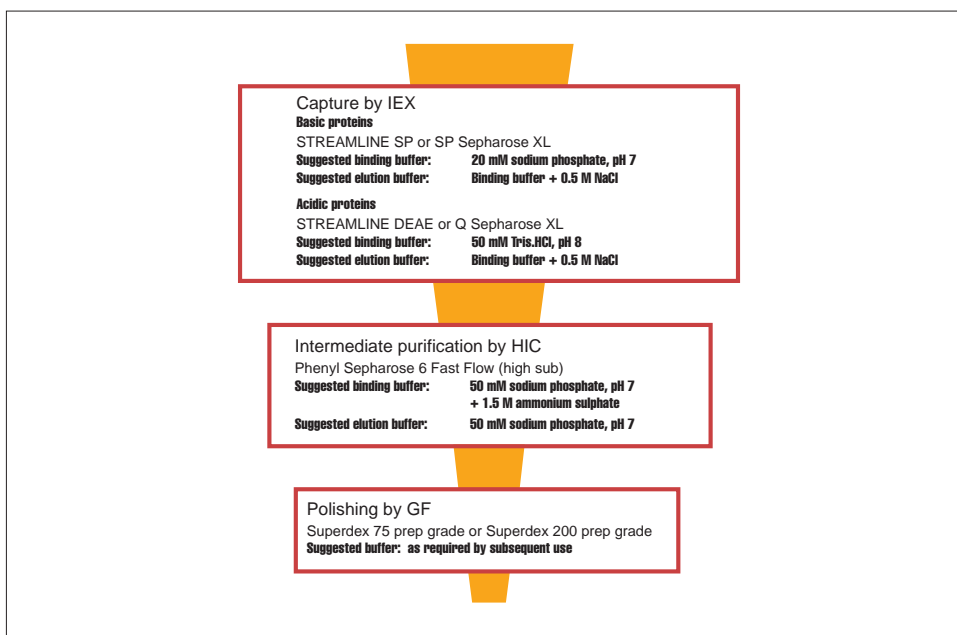 Capture by IEX
Basic proteins
STREAMLINE SP or SP Sepharose XL
Suggested binding buffer: 20 mM sodium phosphate, pH 7
Suggested elution buffer: Binding buffer + 0.5 M NaCl
Acidic proteins
STREAMLINE DEAE or Q Sepharose XL
Suggested binding buffer: 50 mM Tris.HCl, pH 8
Suggested elution buffer: Binding buffer + 0.5 M NaCl
Intermediate purification by HIC
Phenyl Sepharose 6 Fast Flow (high sub)
Suggested binding buffer: 50 mM sodium phosphate, pH 7
+ 1.5 M ammonium sulphate
Suggested elution buffer: 50 mM sodium phosphate, pH 7
Polishing by GF
Superdex 75 prep grade or Superdex 200 prep grade
Suggested buffer: as required by subsequent use